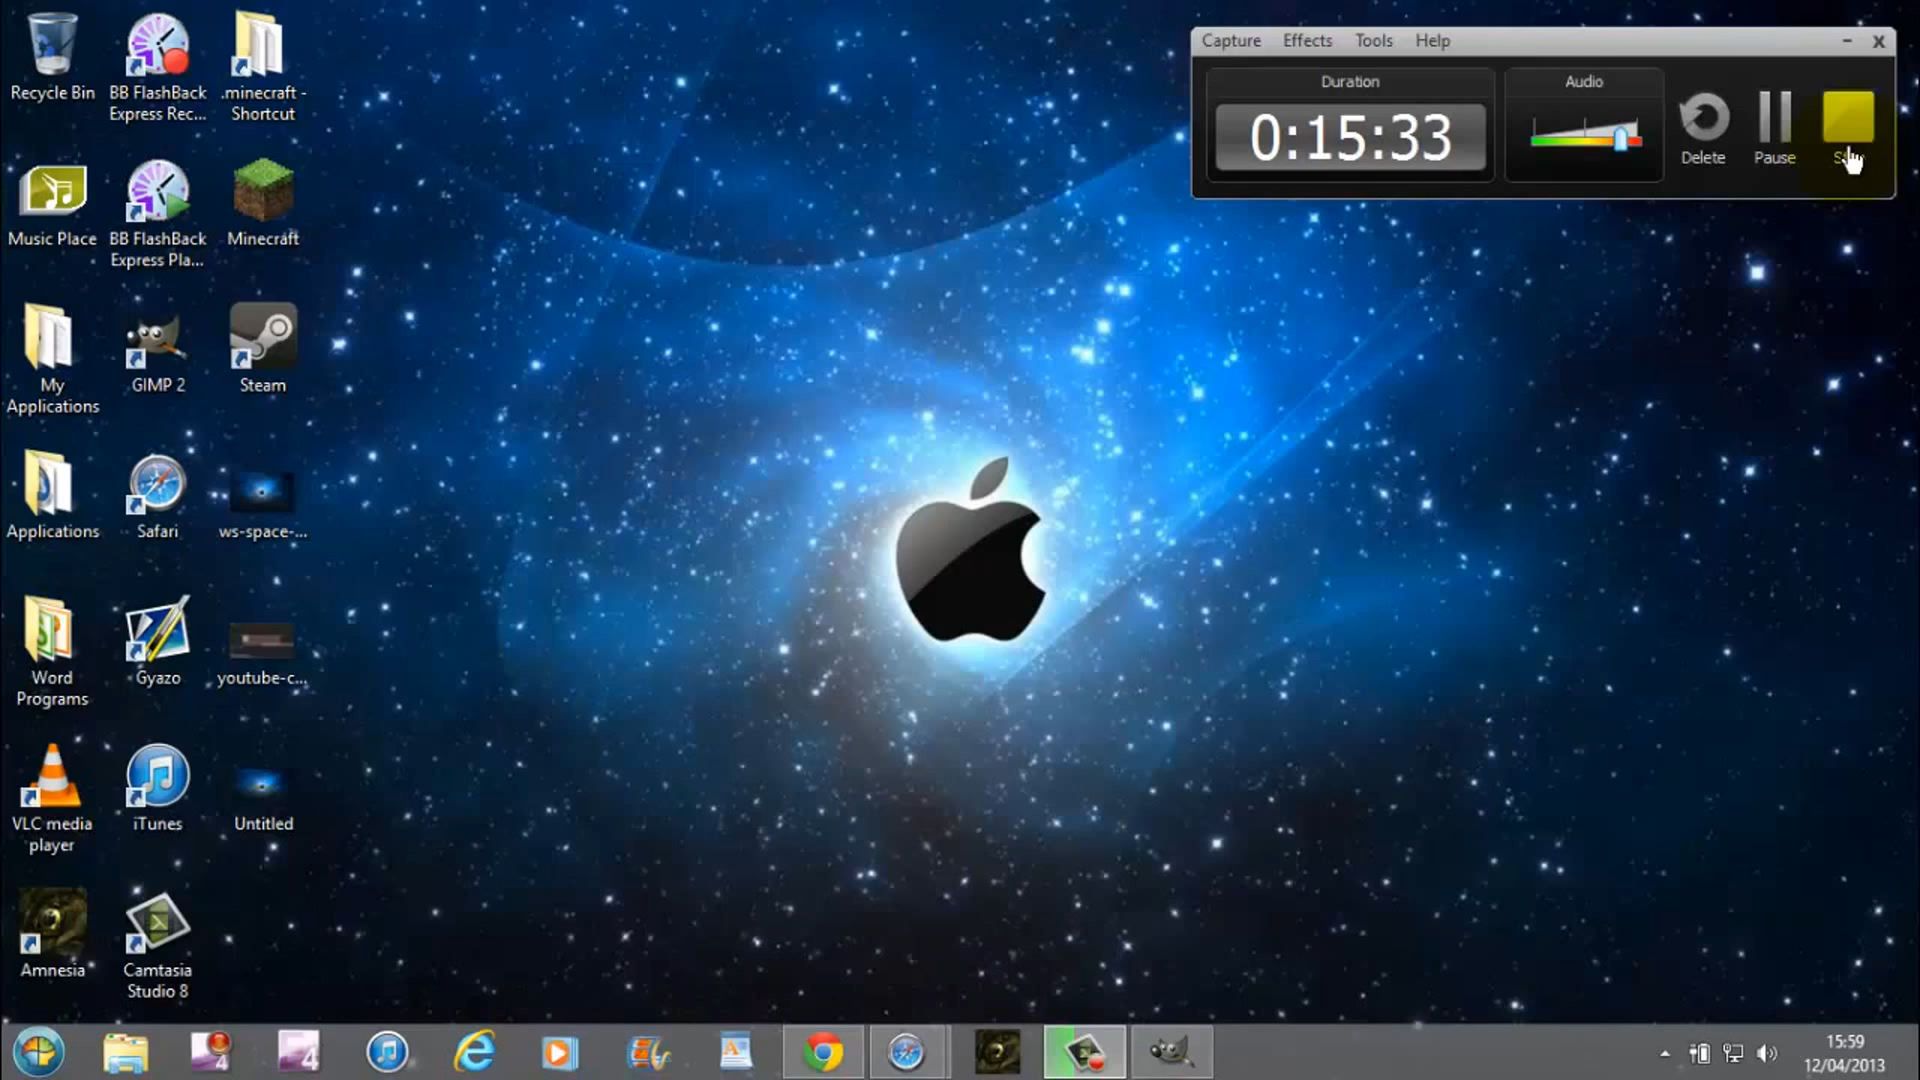 Recycle Bin
BB FlashBack
Express Rec...
.minecraft -
Shortcut
Music Place
BB FlashBack
Express Pla...
Minecraft
My
Applications
GIMP 2
Steam
Applications
Safari
ws-space-...
Word
Programs
Gyazo
youtube-c...
VLC media
player
iTunes
Untitled
Amnesia
Camtasia
Studio 8
Capture Effects Tools Help
Duration
0:15:33
Audio
Delete
Pause
4
4
15:59
12/04/2013